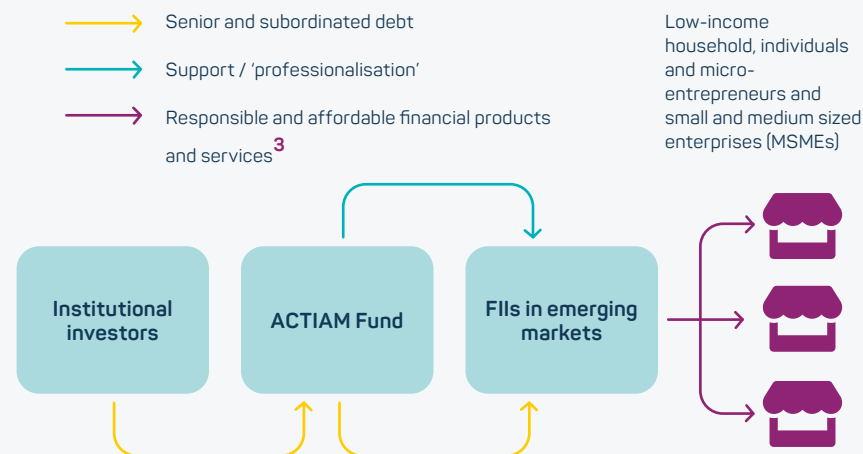 Senior and subordinated debt
Support / ‘professionalisation’
Responsible and affordable financial products
and services3
Low-income
household, individuals
and micro-
entrepreneurs and
small and medium sized
enterprises (MSMEs)
Institutional
investors
ACTIAM Fund
FIIs in emerging
markets